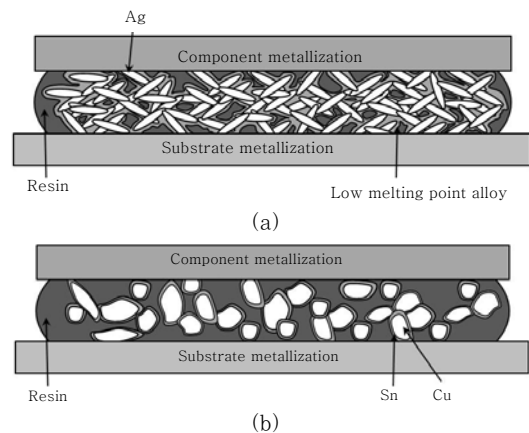 Ag
Component metallization
Substrate metallization
Resin
Low melting point alloy
(a)
Component metallization
Substrate metallization
Resin
Sn
Cu
(b)